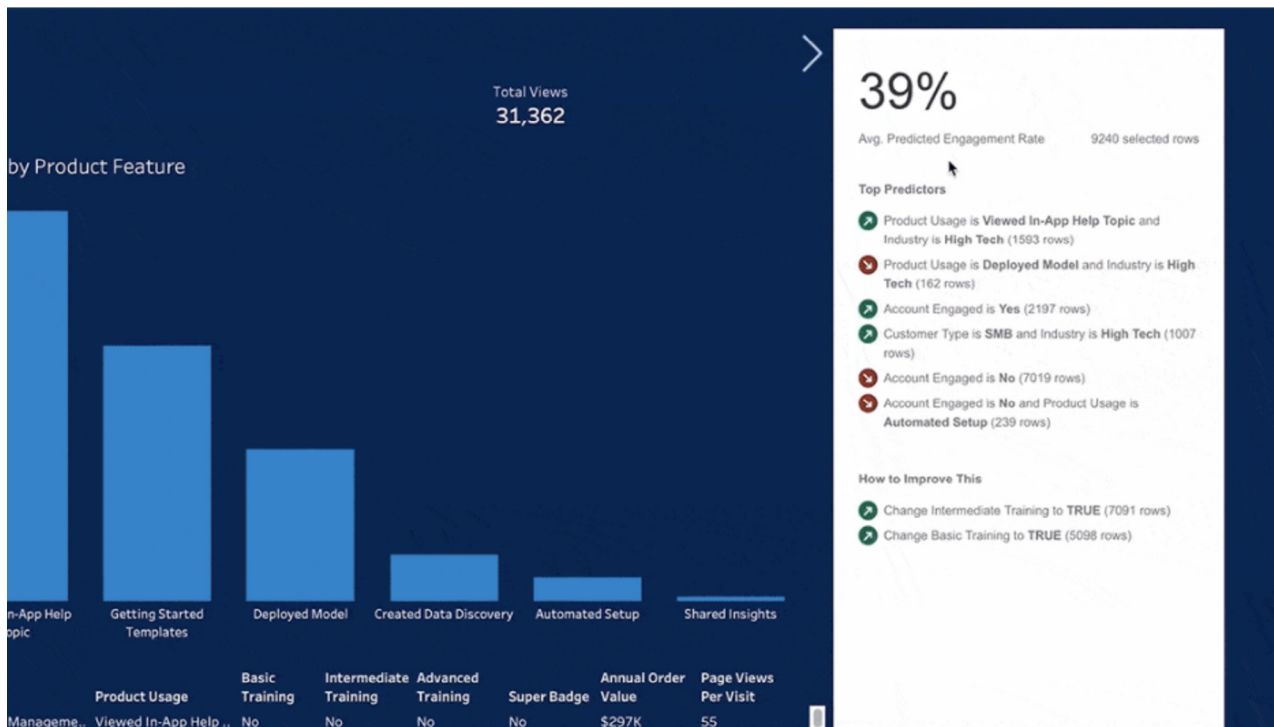 Total Views
31,362
by Product Feature
n-App Help
opic
Getting Started
Templates
Deployed Model
Created Data Discovery
Automated Setup
Shared Insights
Product Usage
Basic
Training
Intermediate
Training
Advanced
Training
Super Badge
Annual Order
Value
Page Views
Per Visit
Manageme.. Viewed In-App Help .. No No No No $297K 55
39%
Avg. Predicted Engagement Rate 9240 selected rows
Top Predictors
Product Usage is Viewed In-App Help Topic and
Industry is High Tech (1593 rows)
Product Usage is Deployed Model and Industry is High
Tech (162 rows)
Account Engaged is Yes (2197 rows)
Customer Type is SMB and Industry is High Tech (1007
rows)
Account Engaged is No (7019 rows)
Account Engaged is No and Product Usage is
Automated Setup (239 rows)
How to Improve This
Change Intermediate Training to TRUE (7091 rows)
Change Basic Training to TRUE (5098 rows)